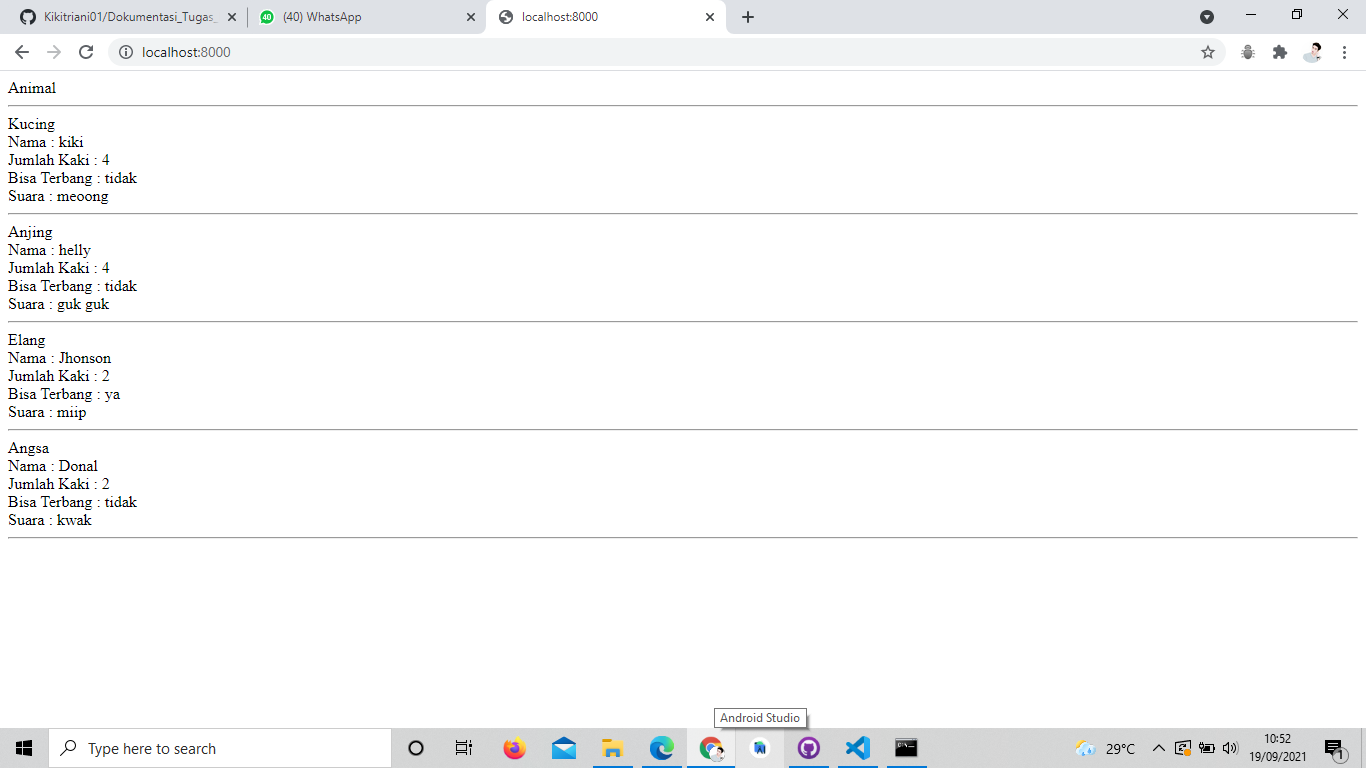 Kikitriani01/Dokumentasi_Tugas_
40 (40) WhatsApp
localhost:8000
localhost:8000
Animal
Kucing
Nama : kiki
Jumlah Kaki : 4
Bisa Terbang : tidak
Suara : meoong
Anjing
Nama : helly
Jumlah Kaki : 4
Bisa Terbang : tidak
Suara : guk guk
Elang
Nama : Jhonson
Jumlah Kaki : 2
Bisa Terbang : ya
Suara : miip
Angsa
Nama : Donal
Jumlah Kaki : 2
Bisa Terbang : tidak
Suara : kwak
Android Studio
Type here to search
29°C
10:52
19/09/2021
1